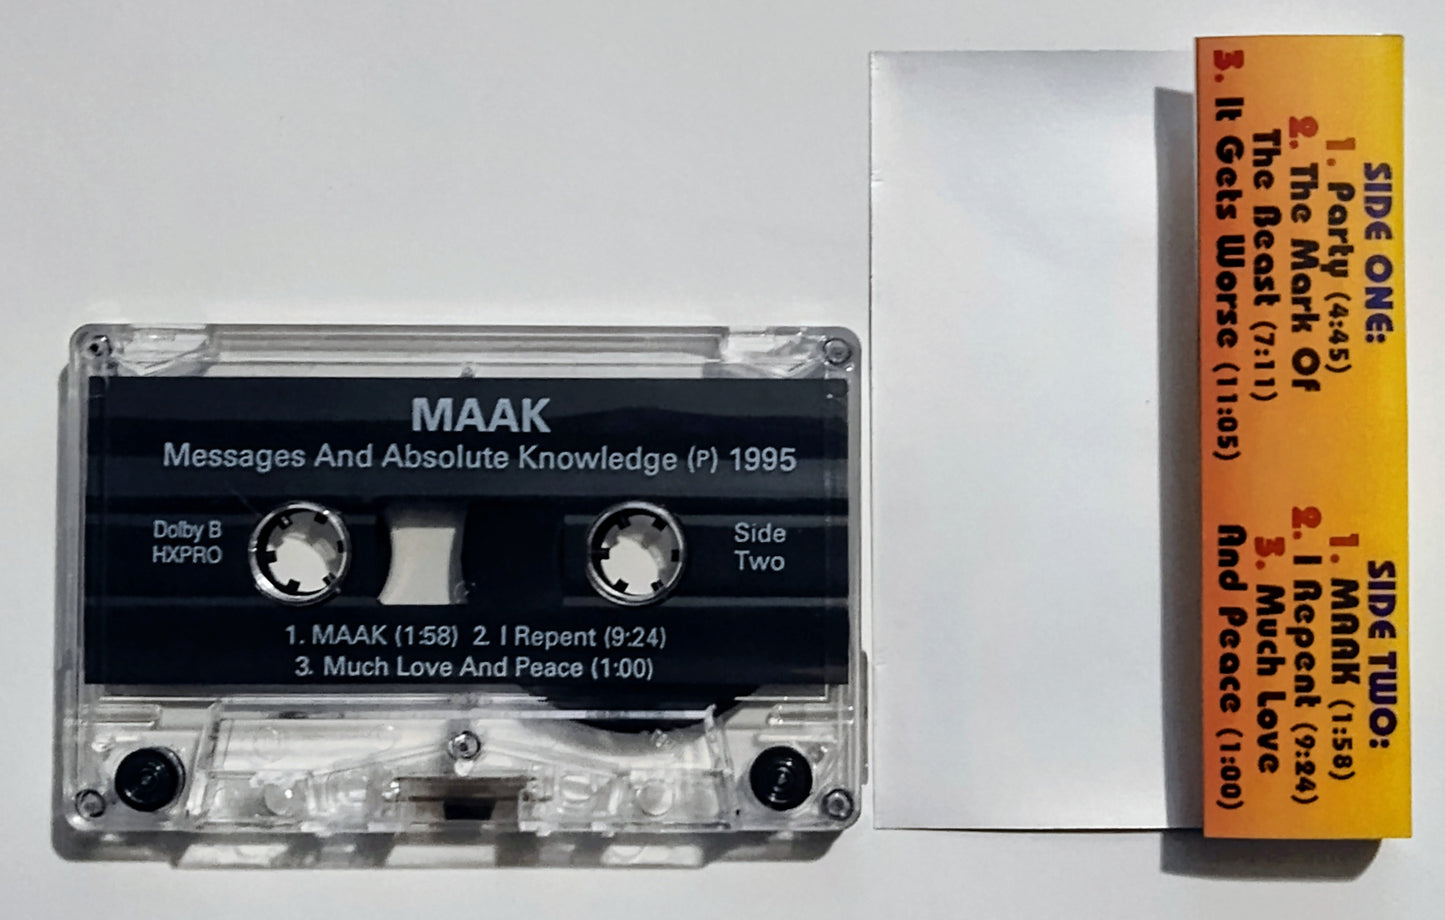 MAAK
Messages And Absolute Knowledge (P) 1995
Dolby B
HXPRO
Side
Two
1. MAAK (1:58) 2. I Repent (9:24)
3. Much Love And Peace (1:00)
SIDE ONE:
1. Party (4:45)
2. The Mark Of
The Beast (7:11)
3. It Gets Worse (11:05)
SIDE TWO:
1. MAAK (1:58)
2. I Repent (9:24)
3. Much Love
And Peace (1:00)